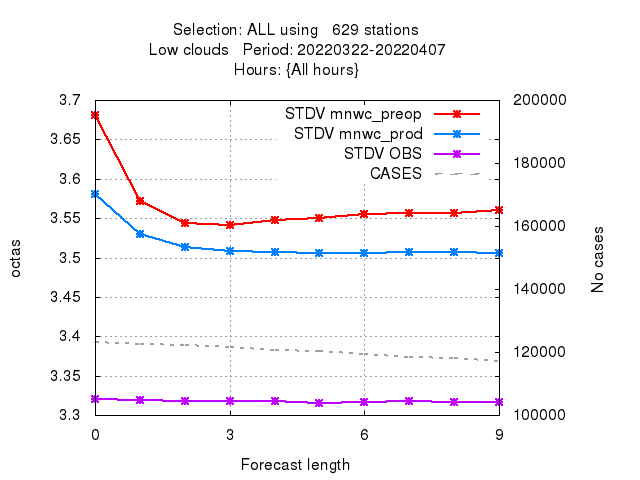 Selection: ALL using   629 stations
Low clouds   Period: 20220322-20220407
Hours: {All hours}
3.7
3.65
3.6
3.55
3.5
3.45
3.4
3.35
3.3
octas
STDV mnwc_preop
STDV mnwc_prod
STDV OBS
CASES
200000
180000
160000
140000
120000
100000
No cases
0
3
6
9
Forecast length